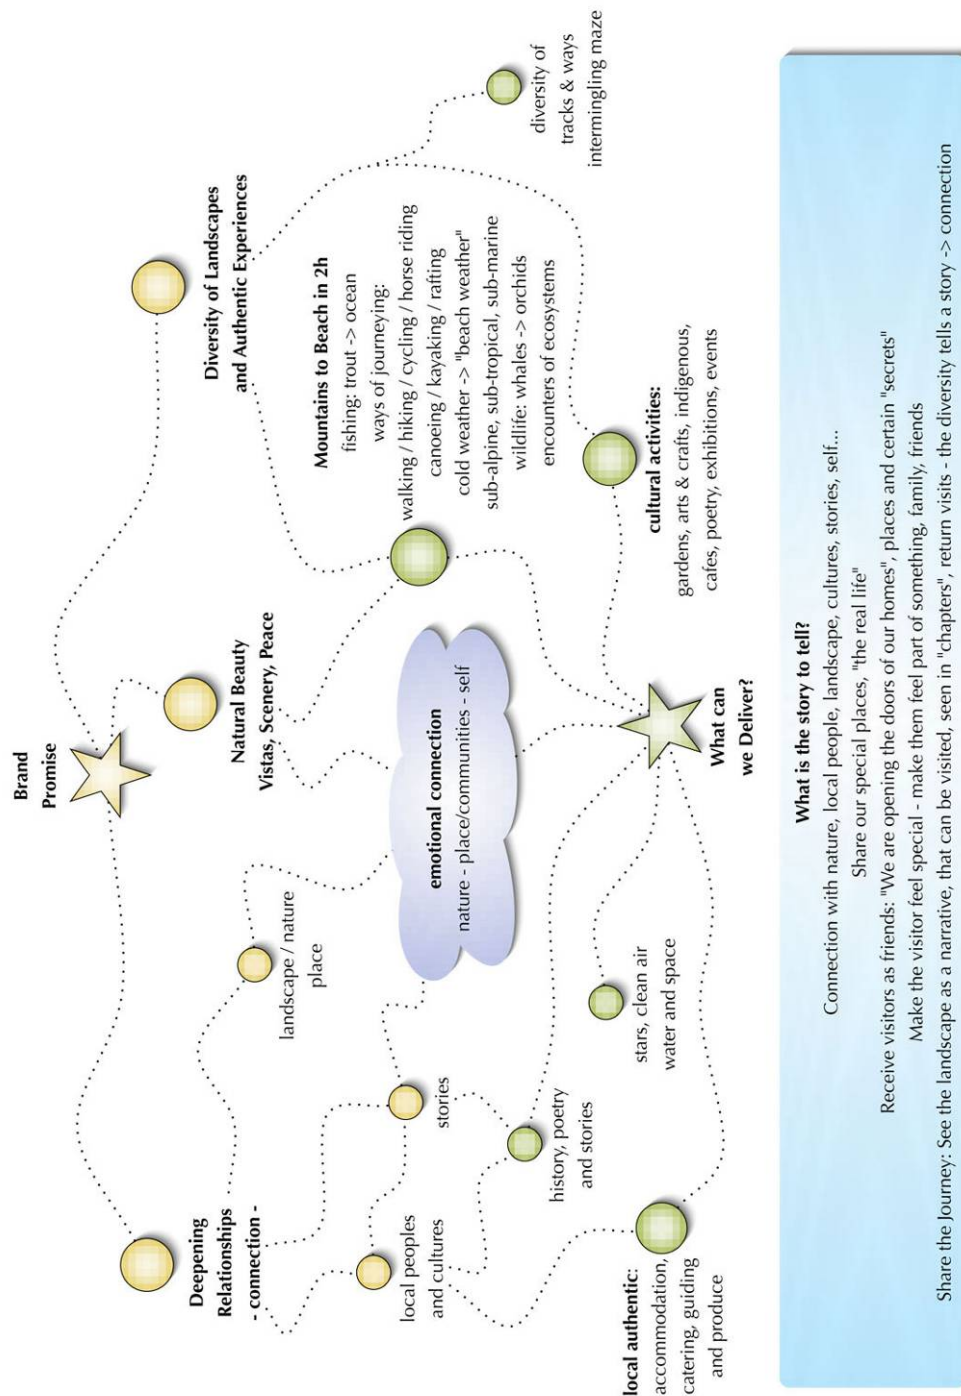 Brand
Promise
Deepening
Relationships
- connection -
Natural Beauty
Vistas, Scenery, Peace
Diversity of Landscapes
and Authentic Experiences
landscape / nature
place
local peoples
and cultures
stories
emotional connection
nature - place/communities - self
Mountains to Beach in 2h
fishing: trout -> ocean
ways of journeying:
walking / hiking / cycling / horse riding
canoeing / kayaking / rafting
cold weather -> "beach weather"
sub-alpine, sub-tropical, sub-marine
wildlife: whales -> orchids
encounters of ecosystems
diversity of
tracks & ways
intermingling maze
history, poetry
and stories
stars, clean air
water and space
cultural activities:
gardens, arts & crafts, indigenous,
cafes, poetry, exhibitions, events
local authentic:
accommodation,
catering, guiding
and produce
What can
we Deliver?
What is the story to tell?
Connection with nature, local people, landscape, cultures, stories, self...
Share our special places, "the real life"
Receive visitors as friends: "We are opening the doors of our homes", places and certain "secrets"
Make the visitor feel special - make them feel part of something, family, friends
Share the Journey: See the landscape as a narrative, that can be visited, seen in "chapters", return visits - the diversity tells a story -> connection